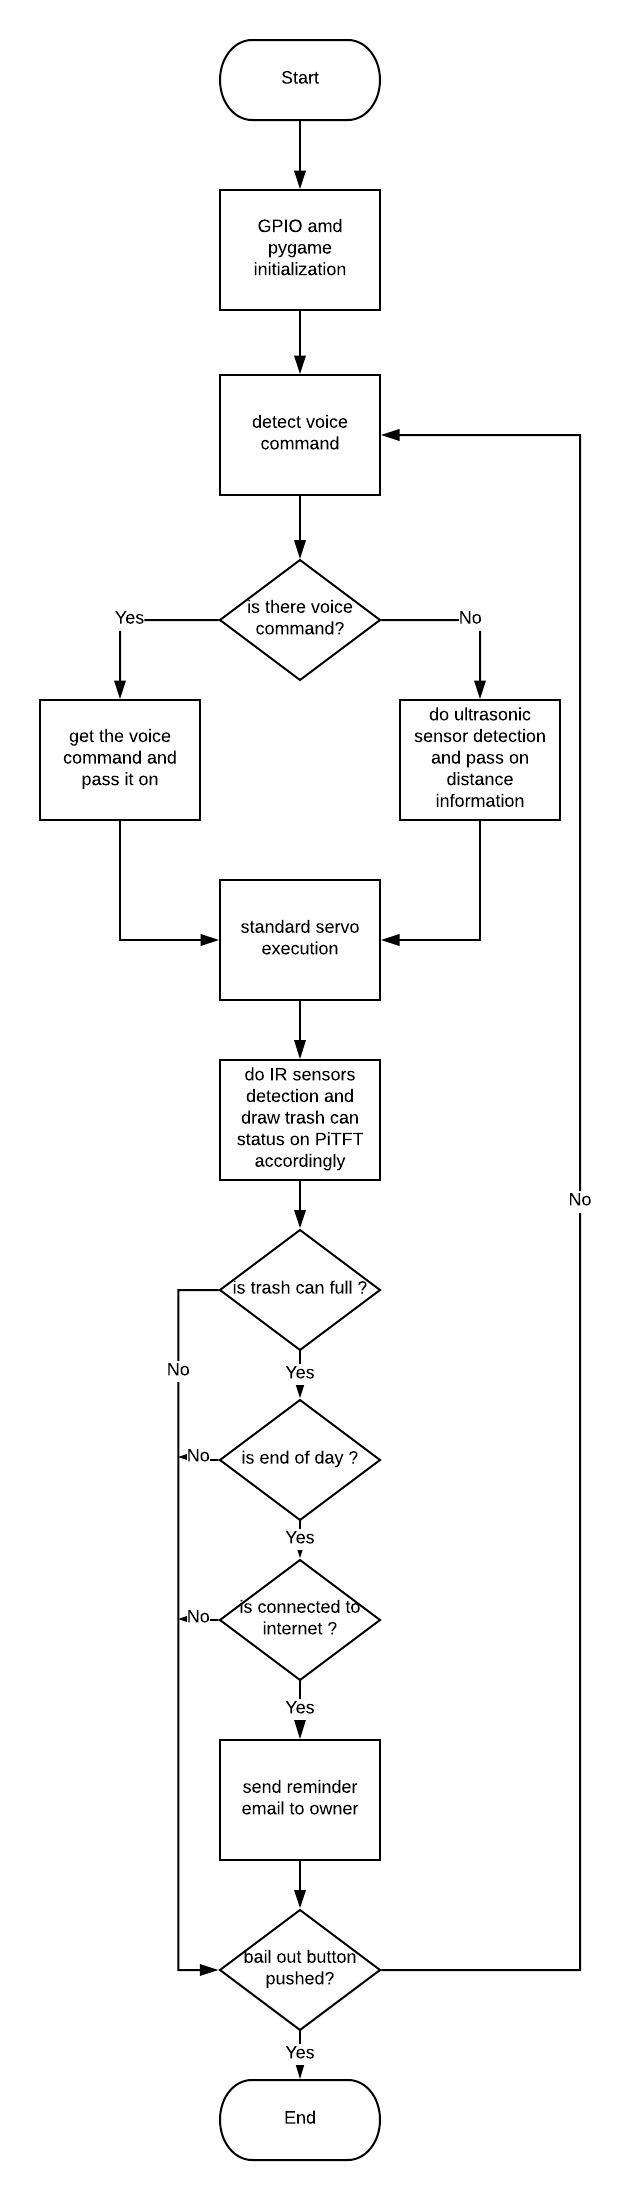 Start
GPIO amd
pygame
initialization
detect voice
command
is there voice
command?
Yes
No
get the voice
command and
pass it on
do ultrasonic
sensor detection
and pass on
distance
information
standard servo
execution
do IR sensors
detection and
draw trash can
status on PiTFT
accordingly
No
is trash can full ?
No
Yes
is end of day ?
No
Yes
is connected to
internet ?
No
Yes
send reminder
email to owner
bail out button
pushed?
Yes
End